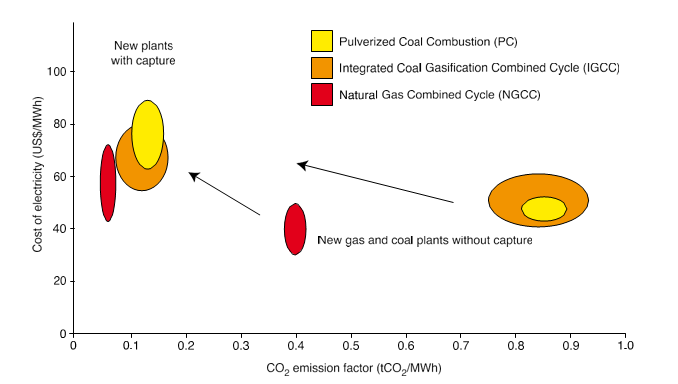 New plants
with capture
Pulverized Coal Combustion (PC)
Integrated Coal Gasification Combined Cycle (IGCC)
Natural Gas Combined Cycle (NGCC)
Cost of electricity (US$/MWh)
100
80
60
40
20
0
New gas and coal plants without capture
0 0.1 0.2 0.3 0.4 0.5 0.6 0.7 0.8 0.9 1.0
CO₂ emission factor (tCO₂/MWh)